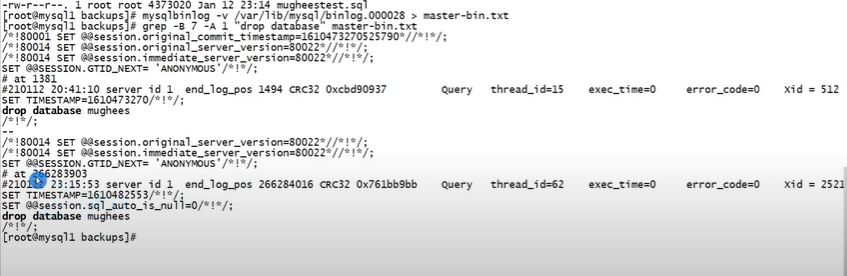 -rw-r--r--. 1 root root 4373020 Jan 12 23:14 mugheestest.sql
[root@mysql1 backups]# mysqlbinlog -v /var/lib/mysql/binlog.000028 > master-bin.txt
[root@mysql1 backups]# grep -B 7 -A 1 "drop database" master-bin.txt
/*!80001 SET @@session.original_commit_timestamp=1610473270525790*//*!*/;
/*!80014 SET @@session.original_server_version=80022*//*!*/;
/*!80014 SET @@session.immediate_server_version=80022*//*!*/;
SET @@SESSION.GTID_NEXT= 'ANONYMOUS'/*!*/;
# at 1381
#210112 20:41:10 server id 1  end_log_pos 1494 CRC32 0xcbd90937 	Query	thread_id=15	exec_time=0	error_code=0	Xid = 512
SET TIMESTAMP=1610473270/*!*/;
drop database mughees
/*!*/;
--
/*!80014 SET @@session.original_server_version=80022*//*!*/;
/*!80014 SET @@session.immediate_server_version=80022*//*!*/;
SET @@SESSION.GTID_NEXT= 'ANONYMOUS'/*!*/;
# at 266283903
23:15:53 server id 1  end_log_pos 266284016 CRC32 0x761bb9bb 	Query	thread_id=62	exec_time=0	error_code=0	Xid = 2521
SET TIMESTAMP=1610482553/*!*/;
SET @@session.sql_auto_is_null=0/*!*/;
drop database mughees
/*!*/;
[root@mysql1 backups]#